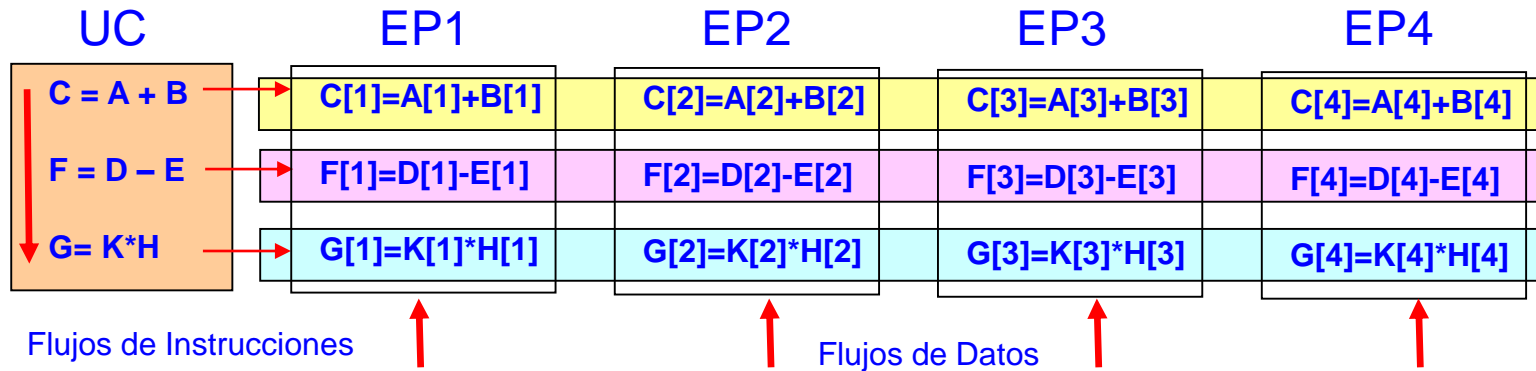 UC EP1 EP2 EP3 EP4
C = A + B C[1]=A[1]+B[1] C[2]=A[2]+B[2] C[3]=A[3]+B[3] C[4]=A[4]+B[4]
F = D – E F[1]=D[1]-E[1] F[2]=D[2]-E[2] F[3]=D[3]-E[3] F[4]=D[4]-E[4]
G= K*H G[1]=K[1]*H[1] G[2]=K[2]*H[2] G[3]=K[3]*H[3] G[4]=K[4]*H[4]
Flujos de Instrucciones Flujos de Datos